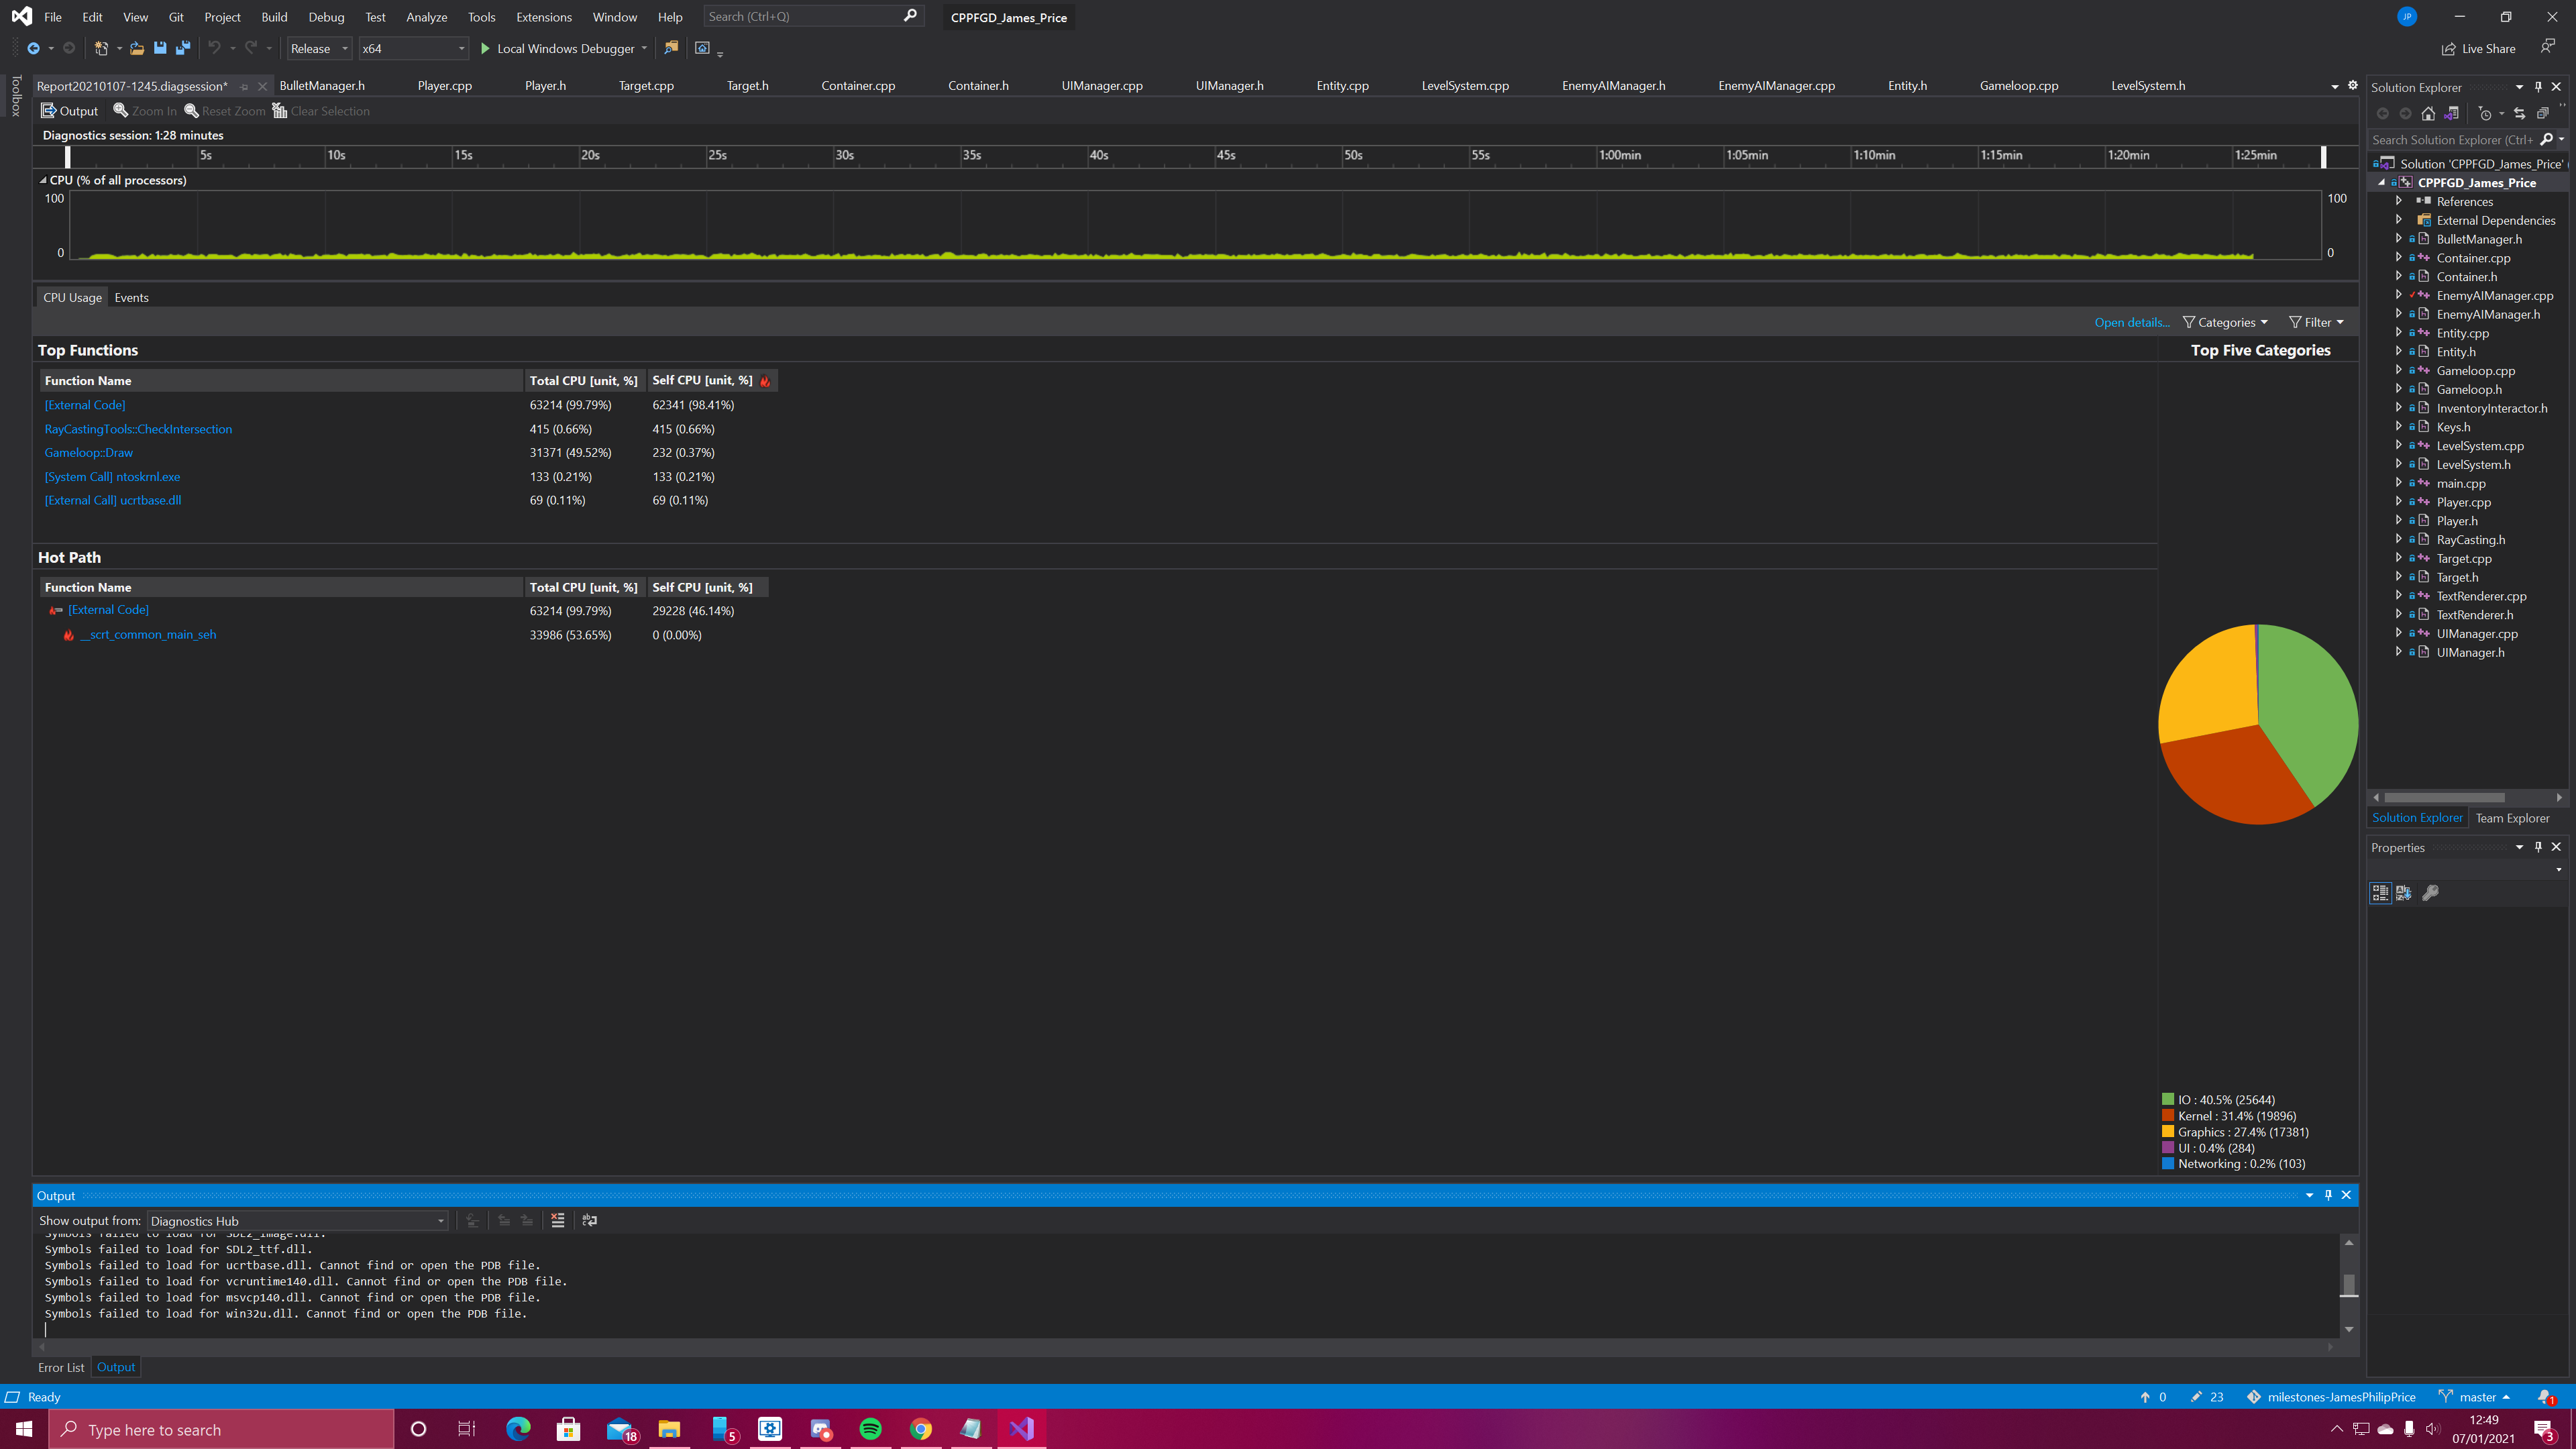 File Edit View Git Project Build Debug Test Analyze Tools Extensions Window Help Search (Ctrl+Q) CPPFGD_James_Price JP
Release x64 Local Windows Debugger Live Share
Toolbox
Report20210107-1245.diagsession* BulletManager.h Player.cpp Player.h Target.cpp Target.h Container.cpp Container.h UIManager.cpp UIManager.h Entity.cpp LevelSystem.cpp EnemyAIManager.h EnemyAIManager.cpp Entity.h Gameloop.cpp LevelSystem.h
Output Zoom In Reset Zoom Clear Selection
Diagnostics session: 1:28 minutes
5s 10s 15s 20s 25s 30s 35s 40s 45s 50s 55s 1:00min 1:05min 1:10min 1:15min 1:20min 1:25min
CPU (% of all processors)
100 100
0 0
CPU Usage Events
Open details... Categories Filter
Top Functions
Function Name Total CPU [unit, %] Self CPU [unit, %]
[External Code] 63214 (99.79%) 62341 (98.41%)
RayCastingTools::CheckIntersection 415 (0.66%) 415 (0.66%)
Gameloop::Draw 31371 (49.52%) 232 (0.37%)
[System Call] ntoskrnl.exe 133 (0.21%) 133 (0.21%)
[External Call] ucrtbase.dll 69 (0.11%) 69 (0.11%)
Hot Path
Function Name Total CPU [unit, %] Self CPU [unit, %]
[External Code] 63214 (99.79%) 29228 (46.14%)
__scrt_common_main_seh 33986 (53.65%) 0 (0.00%)
Top Five Categories
IO : 40.5% (25644)
Kernel : 31.4% (19896)
Graphics : 27.4% (17381)
UI : 0.4% (284)
Networking : 0.2% (103)
Output
Show output from: Diagnostics Hub
Symbols failed to load for SDL2_image.dll.
Symbols failed to load for SDL2_ttf.dll.
Symbols failed to load for ucrtbase.dll. Cannot find or open the PDB file.
Symbols failed to load for vcruntime140.dll. Cannot find or open the PDB file.
Symbols failed to load for msvcp140.dll. Cannot find or open the PDB file.
Symbols failed to load for win32u.dll. Cannot find or open the PDB file.
Error List Output
Solution Explorer
Search Solution Explorer (Ctrl+
Solution 'CPPFGD_James_Price' (
CPPFGD_James_Price
References
External Dependencies
BulletManager.h
Container.cpp
Container.h
EnemyAIManager.cpp
EnemyAIManager.h
Entity.cpp
Entity.h
Gameloop.cpp
Gameloop.h
InventoryInteractor.h
Keys.h
LevelSystem.cpp
LevelSystem.h
main.cpp
Player.cpp
Player.h
RayCasting.h
Target.cpp
Target.h
TextRenderer.cpp
TextRenderer.h
UIManager.cpp
UIManager.h
Solution Explorer Team Explorer
Properties
Ready 0 23 milestones-JamesPhilipPrice master 1
Type here to search 18 5 12:49
07/01/2021 3